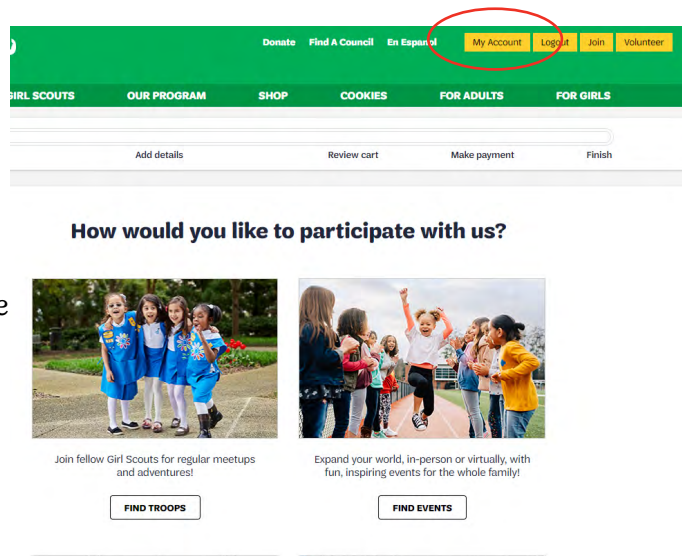 Donate Find A Council En Espanol My Account Logout Join Volunteer
GIRL SCOUTS OUR PROGRAM SHOP COOKIES FOR ADULTS FOR GIRLS
Add details Review cart Make payment Finish
How would you like to participate with us?
e
Join fellow Girl Scouts for regular meetups
and adventures!
FIND TROOPS
Expand your world, in-person or virtually, with
fun, inspiring events for the whole family!
FIND EVENTS